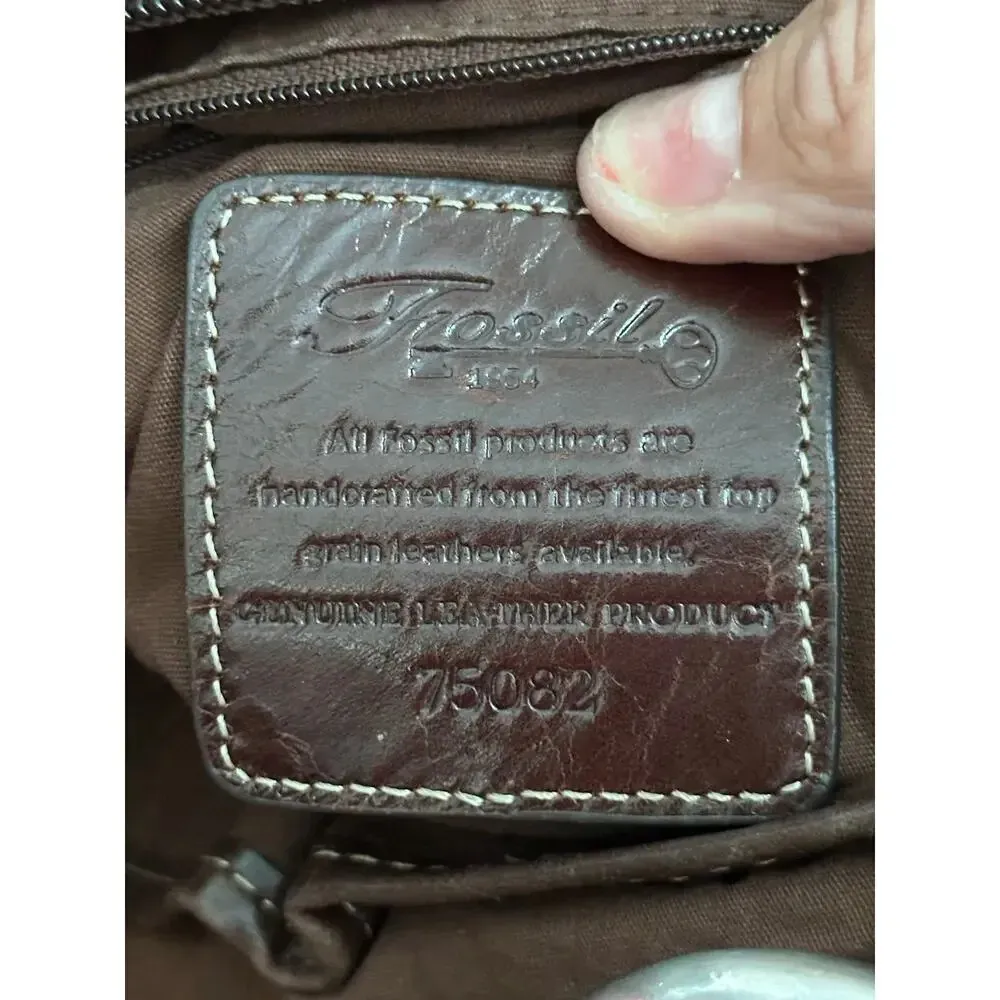 Fossil
1954
All Fossil products are
handcrafted from the finest top
grain leathers available.
GENUINE LEATHER PRODUCT
75082